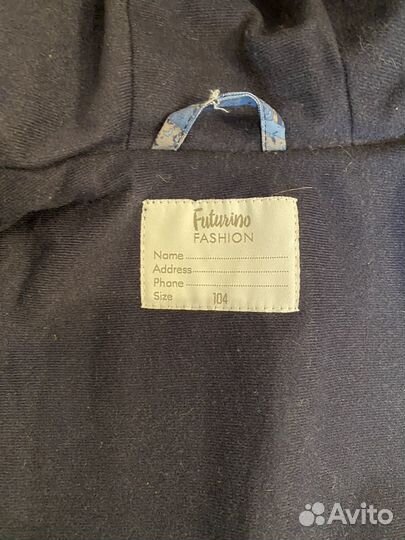 Futurino
FASHION
Name
Address
Phone
Size 104
Avito